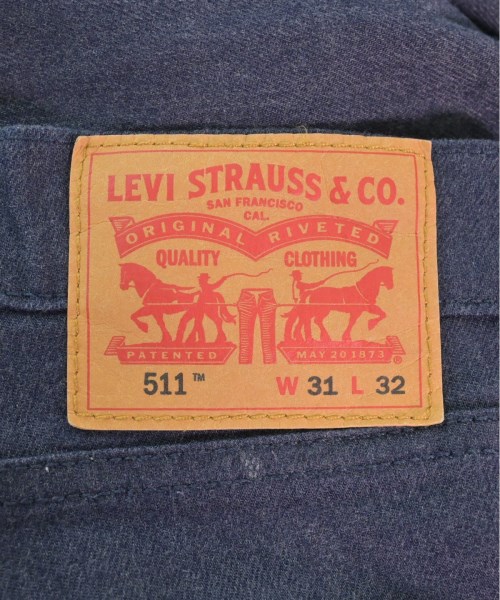 LEVI STRAUSS & CO.
SAN FRANCISCO
CAL.
ORIGINAL RIVETED
QUALITY CLOTHING
PATENTED MAY 20 1873 ®
511™ W 31 L 32